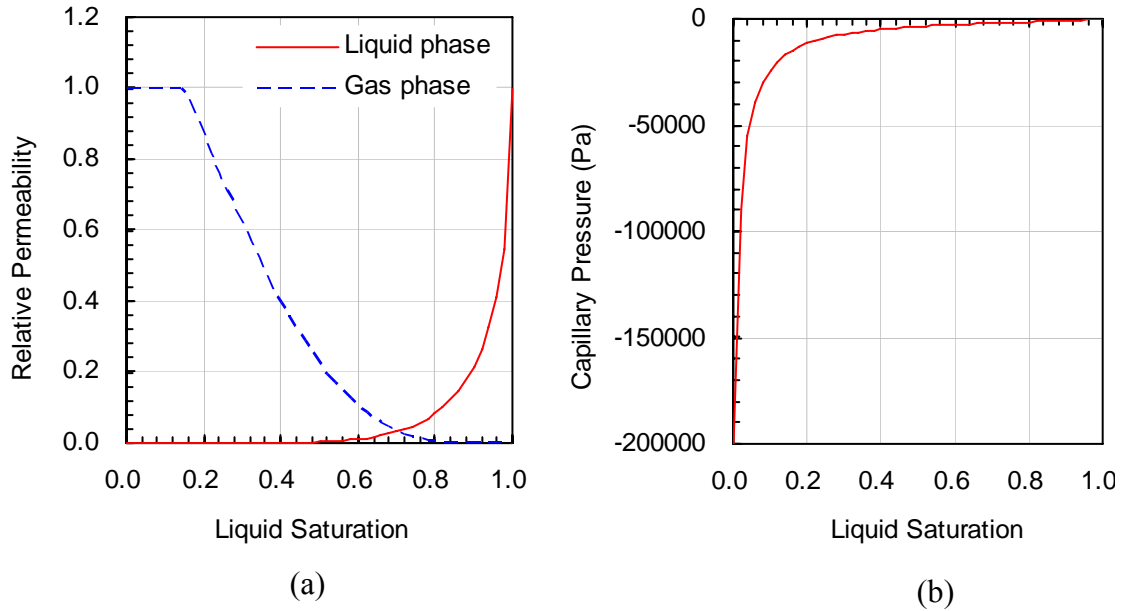 1.2
1.0
0.8
0.6
0.4
0.2
0.0
Relative Permeability
Liquid phase
Gas phase
0.0 0.2 0.4 0.6 0.8 1.0
Liquid Saturation
(a)
0
-50000
-100000
-150000
-200000
Capillary Pressure (Pa)
0.0 0.2 0.4 0.6 0.8 1.0
Liquid Saturation
(b)